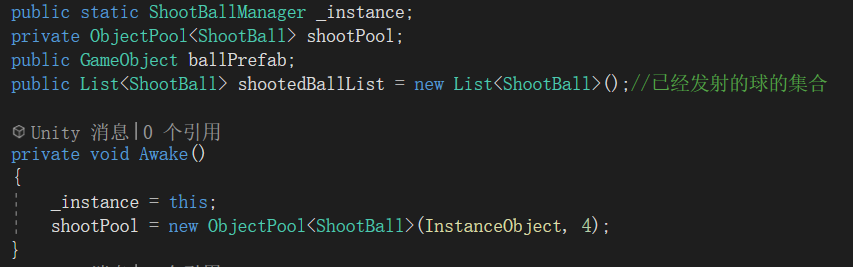 public static ShootBallManager _instance;
private ObjectPool<ShootBall> shootPool;
public GameObject ballPrefab;
public List<ShootBall> shootedBallList = new List<ShootBall>();//已经发射的球的集合
Unity 消息|0 个引用
private void Awake()
{
_instance = this;
shootPool = new ObjectPool<ShootBall>(InstanceObject, 4);
}